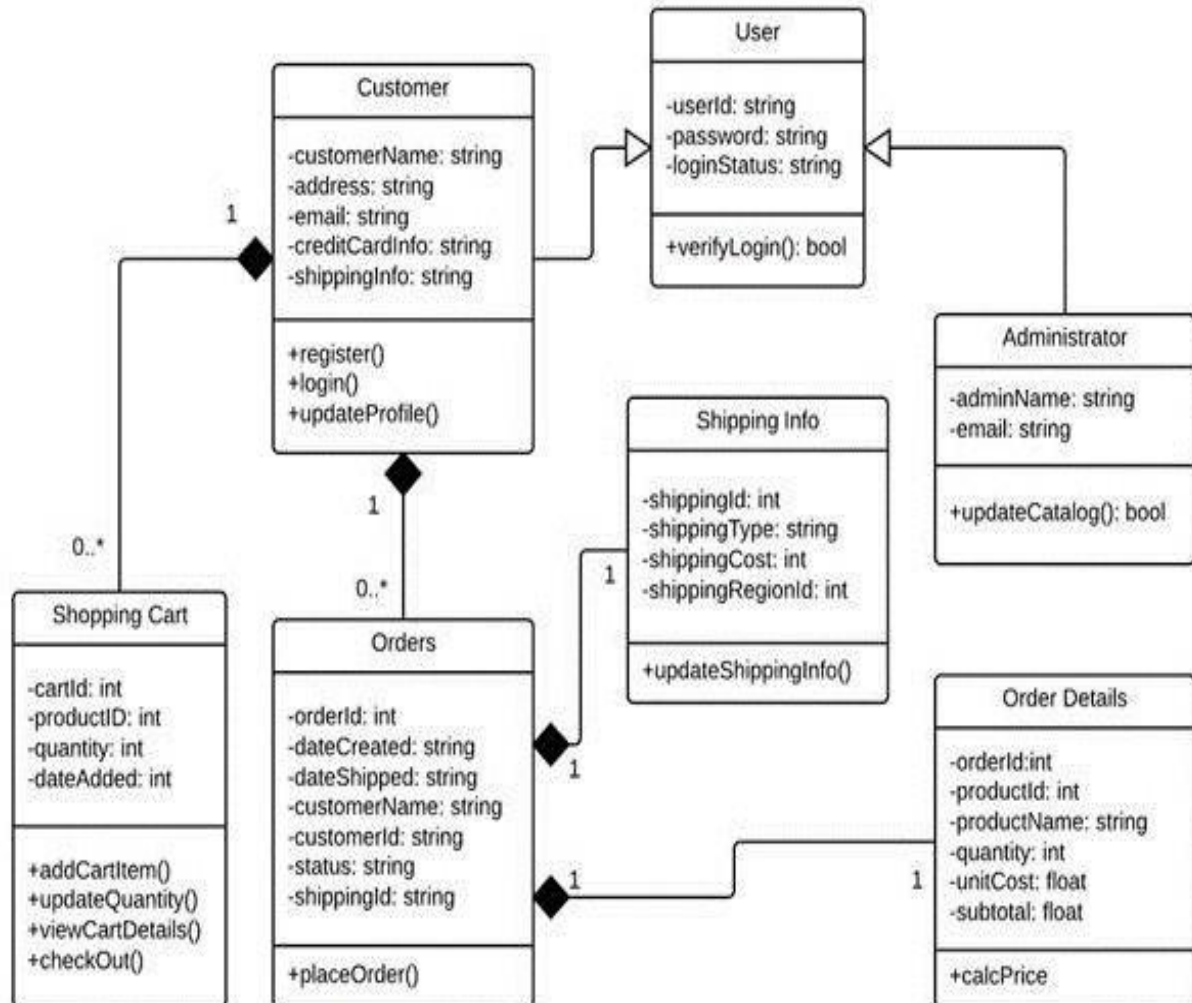 User
-userId: string
-password: string
-loginStatus: string
+verifyLogin(): bool
Customer
-customerName: string
-address: string
-email: string
-creditCardInfo: string
-shippingInfo: string
+register()
+login()
+updateProfile()
1
0..*
1
0..*
Administrator
-adminName: string
-email: string
+updateCatalog(): bool
Shipping Info
-shippingId: int
-shippingType: string
-shippingCost: int
-shippingRegionId: int
+updateShippingInfo()
1
1
Shopping Cart
-cartId: int
-productID: int
-quantity: int
-dateAdded: int
+addCartItem()
+updateQuantity()
+viewCartDetails()
+checkOut()
Orders
-orderId: int
-dateCreated: string
-dateShipped: string
-customerName: string
-customerId: string
-status: string
-shippingId: string
+placeOrder()
1
1
Order Details
-orderId:int
-productId: int
-productName: string
-quantity: int
-unitCost: float
-subtotal: float
+calcPrice